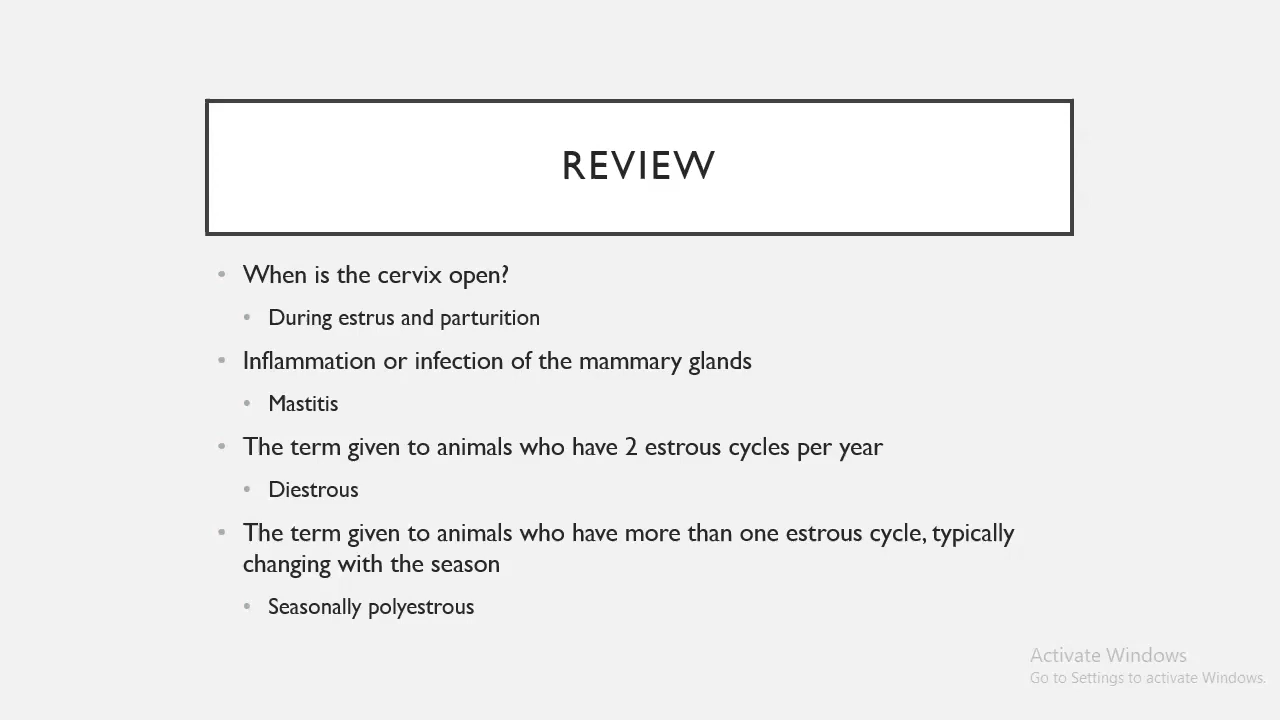 REVIEW
• When is the cervix open?
• During estrus and parturition
• Inflammation or infection of the mammary glands
• Mastitis
• The term given to animals who have 2 estrous cycles per year
• Diestrous
• The term given to animals who have more than one estrous cycle, typically
changing with the season
• Seasonally polyestrous
Activate Windows
Go to Settings to activate Windows.